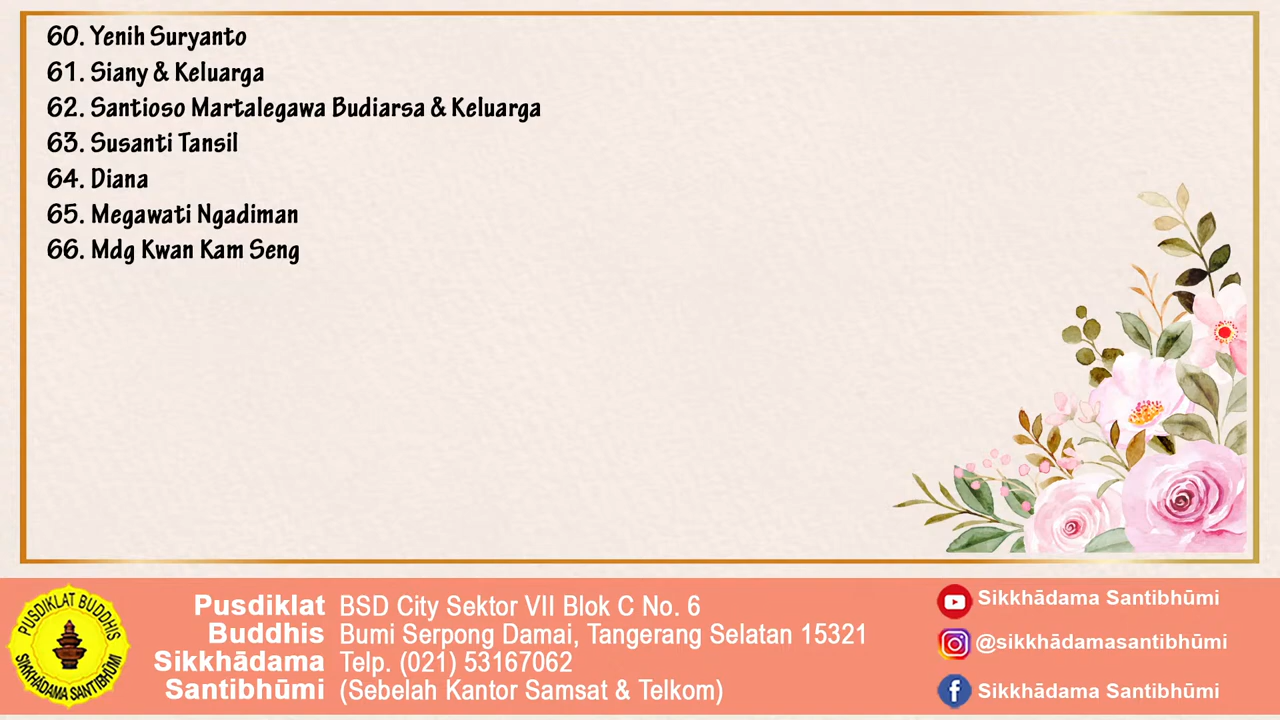 60. Yenih Suryanto
61. Siany & Keluarga
62. Santioso Martalegawa Budiarsa & Keluarga
63. Susanti Tansil
64. Diana
65. Megawati Ngadiman
66. Mdg Kwan Kam Seng
PUSDIKLAT BUDDHIS
SIKKHĀDAMA SANTIBHŪMI
Pusdiklat
Buddhis
Sikkhādama
Santibhūmi
BSD City Sektor VII Blok C No. 6
Bumi Serpong Damai, Tangerang Selatan 15321
Telp. (021) 53167062
(Sebelah Kantor Samsat & Telkom)
Sikkhādama Santibhūmi
@sikkhādamasantibhūmi
Sikkhādama Santibhūmi